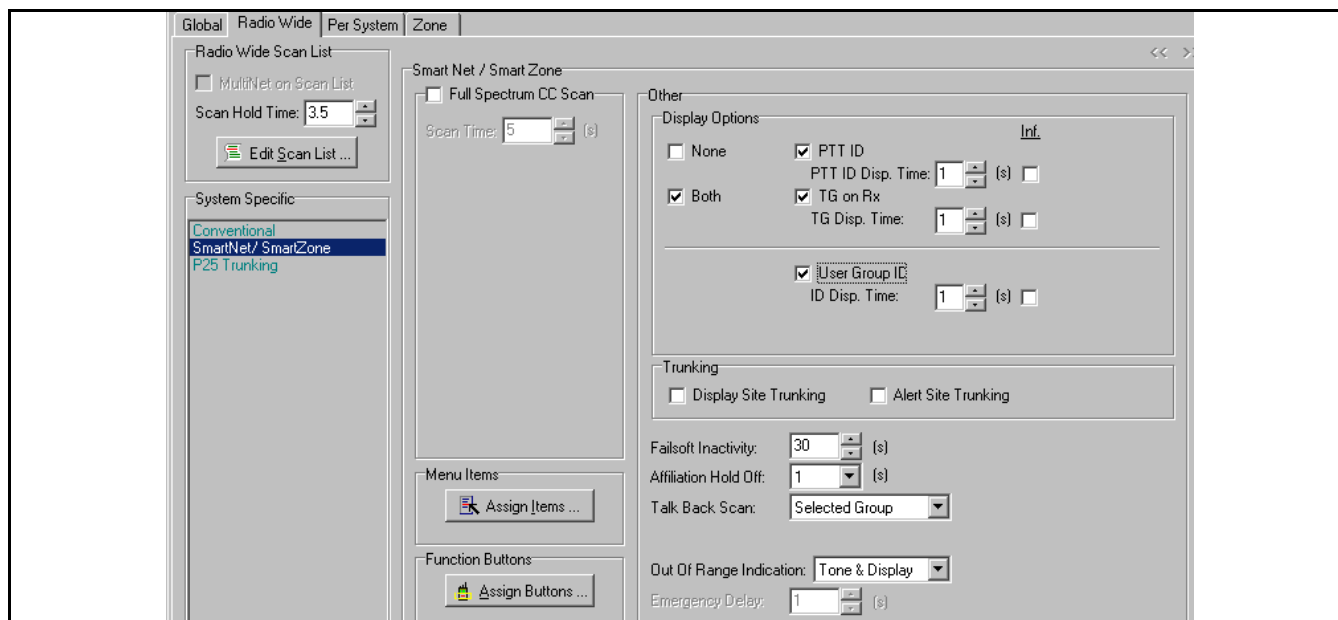 Global Radio Wide Per System Zone
<< >
Radio Wide Scan List
MultiNet on Scan List
Scan Hold Time: 3.5
Edit Scan List ...
System Specific
Conventional
SmartNet/ SmartZone
P25 Trunking
Smart Net / Smart Zone
Full Spectrum CC Scan
Scan Time: 5 (s)
Menu Items
Assign Items ...
Function Buttons
Assign Buttons ...
Other
Display Options
Inf.
None PTT ID
PTT ID Disp. Time: 1 (s)
Both TG on Rx
TG Disp. Time: 1 (s)
User Group ID
ID Disp. Time: 1 (s)
Trunking
Display Site Trunking Alert Site Trunking
Failsoft Inactivity: 30 (s)
Affiliation Hold Off: 1 (s)
Talk Back Scan: Selected Group
Out Of Range Indication: Tone & Display
Emergency Delay: 1 (s)